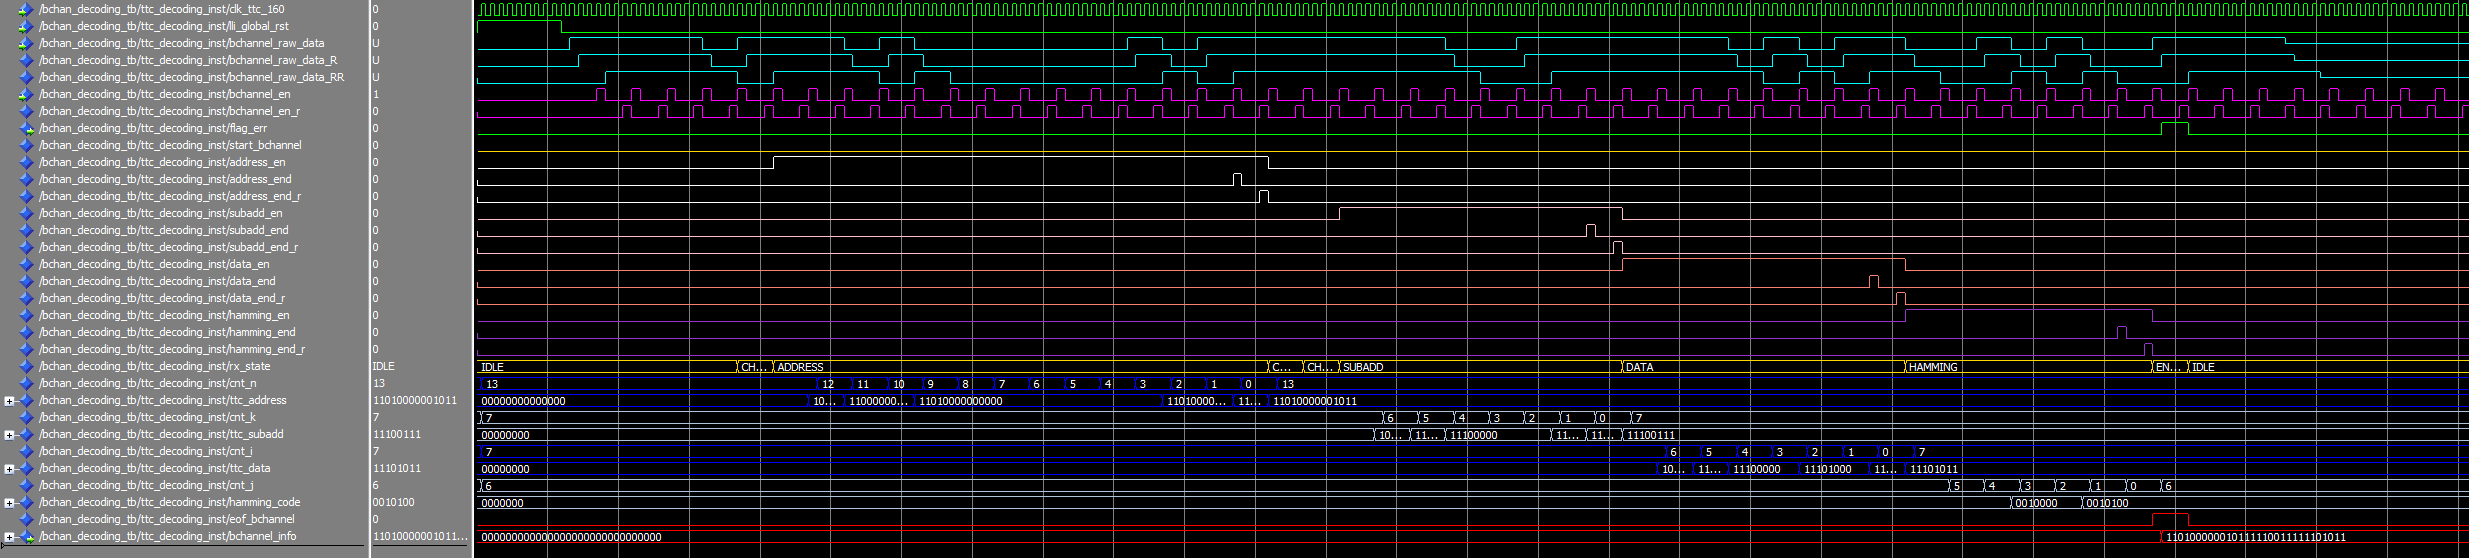 /bchan_decoding_tb/ttc_decoding_inst/clk_ttc_160 0
/bchan_decoding_tb/ttc_decoding_inst/lli_global_rst 0
/bchan_decoding_tb/ttc_decoding_inst/bchannel_raw_data U
/bchan_decoding_tb/ttc_decoding_inst/bchannel_raw_data_R U
/bchan_decoding_tb/ttc_decoding_inst/bchannel_raw_data_RR U
/bchan_decoding_tb/ttc_decoding_inst/bchannel_en 1
/bchan_decoding_tb/ttc_decoding_inst/bchannel_en_r 0
/bchan_decoding_tb/ttc_decoding_inst/flag_err 0
/bchan_decoding_tb/ttc_decoding_inst/start_bchannel 0
/bchan_decoding_tb/ttc_decoding_inst/address_en 0
/bchan_decoding_tb/ttc_decoding_inst/address_end 0
/bchan_decoding_tb/ttc_decoding_inst/address_end_r 0
/bchan_decoding_tb/ttc_decoding_inst/subadd_en 0
/bchan_decoding_tb/ttc_decoding_inst/subadd_end 0
/bchan_decoding_tb/ttc_decoding_inst/subadd_end_r 0
/bchan_decoding_tb/ttc_decoding_inst/data_en 0
/bchan_decoding_tb/ttc_decoding_inst/data_end 0
/bchan_decoding_tb/ttc_decoding_inst/data_end_r 0
/bchan_decoding_tb/ttc_decoding_inst/hamming_en 0
/bchan_decoding_tb/ttc_decoding_inst/hamming_end 0
/bchan_decoding_tb/ttc_decoding_inst/hamming_end_r 0
/bchan_decoding_tb/ttc_decoding_inst/rx_state IDLE IDLE CH... ADDRESS C... CH... SUBADD DATA HAMMING EN... IDLE
/bchan_decoding_tb/ttc_decoding_inst/cnt_n 13 13 12 11 10 9 8 7 6 5 4 3 2 1 0 13
/bchan_decoding_tb/ttc_decoding_inst/ttc_address 11010000001011 00000000000000 10... 11000000... 11010000000000 11010000... 11... 11010000001011
/bchan_decoding_tb/ttc_decoding_inst/cnt_k 7 7 6 5 4 3 2 1 0 7
/bchan_decoding_tb/ttc_decoding_inst/ttc_subadd 11100111 00000000 10... 11... 11100000 11... 11... 11100111
/bchan_decoding_tb/ttc_decoding_inst/cnt_i 7 7 6 5 4 3 2 1 0 7
/bchan_decoding_tb/ttc_decoding_inst/ttc_data 11101011 00000000 10... 11... 11100000 11101000 11... 11101011
/bchan_decoding_tb/ttc_decoding_inst/cnt_j 6 6 5 4 3 2 1 0 6
/bchan_decoding_tb/ttc_decoding_inst/hamming_code 0010100 0000000 0010000 0010100
/bchan_decoding_tb/ttc_decoding_inst/eof_bchannel 0
/bchan_decoding_tb/ttc_decoding_inst/bchannel_info 11010000001011...